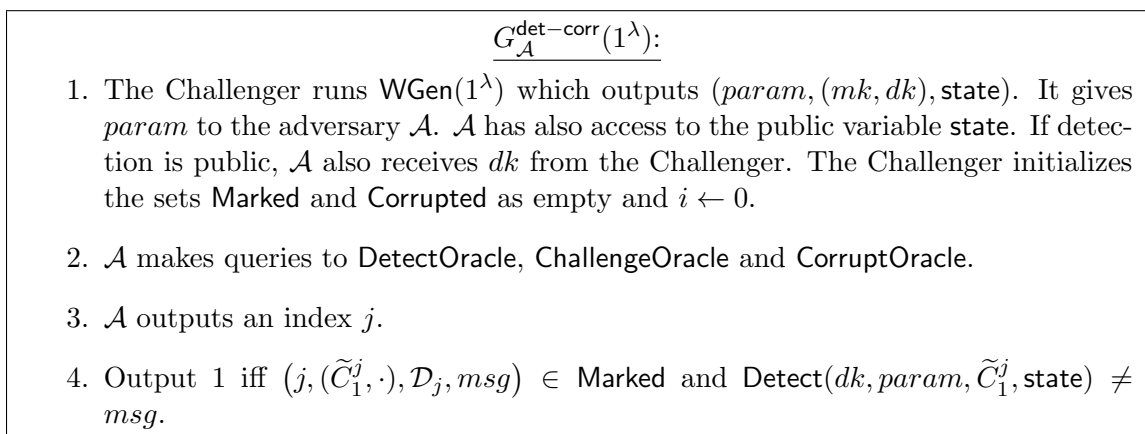 G_𝒜^{det−corr}(1^λ):
1. The Challenger runs WGen(1^λ) which outputs (param, (mk, dk), state). It gives
param to the adversary 𝒜. 𝒜 has also access to the public variable state. If detec-
tion is public, 𝒜 also receives dk from the Challenger. The Challenger initializes
the sets Marked and Corrupted as empty and i ← 0.
2. 𝒜 makes queries to DetectOracle, ChallengeOracle and CorruptOracle.
3. 𝒜 outputs an index j.
4. Output 1 iff (j, (C̃_1^j, ·), 𝒟_j, msg) ∈ Marked and Detect(dk, param, C̃_1^j, state) ≠
msg.